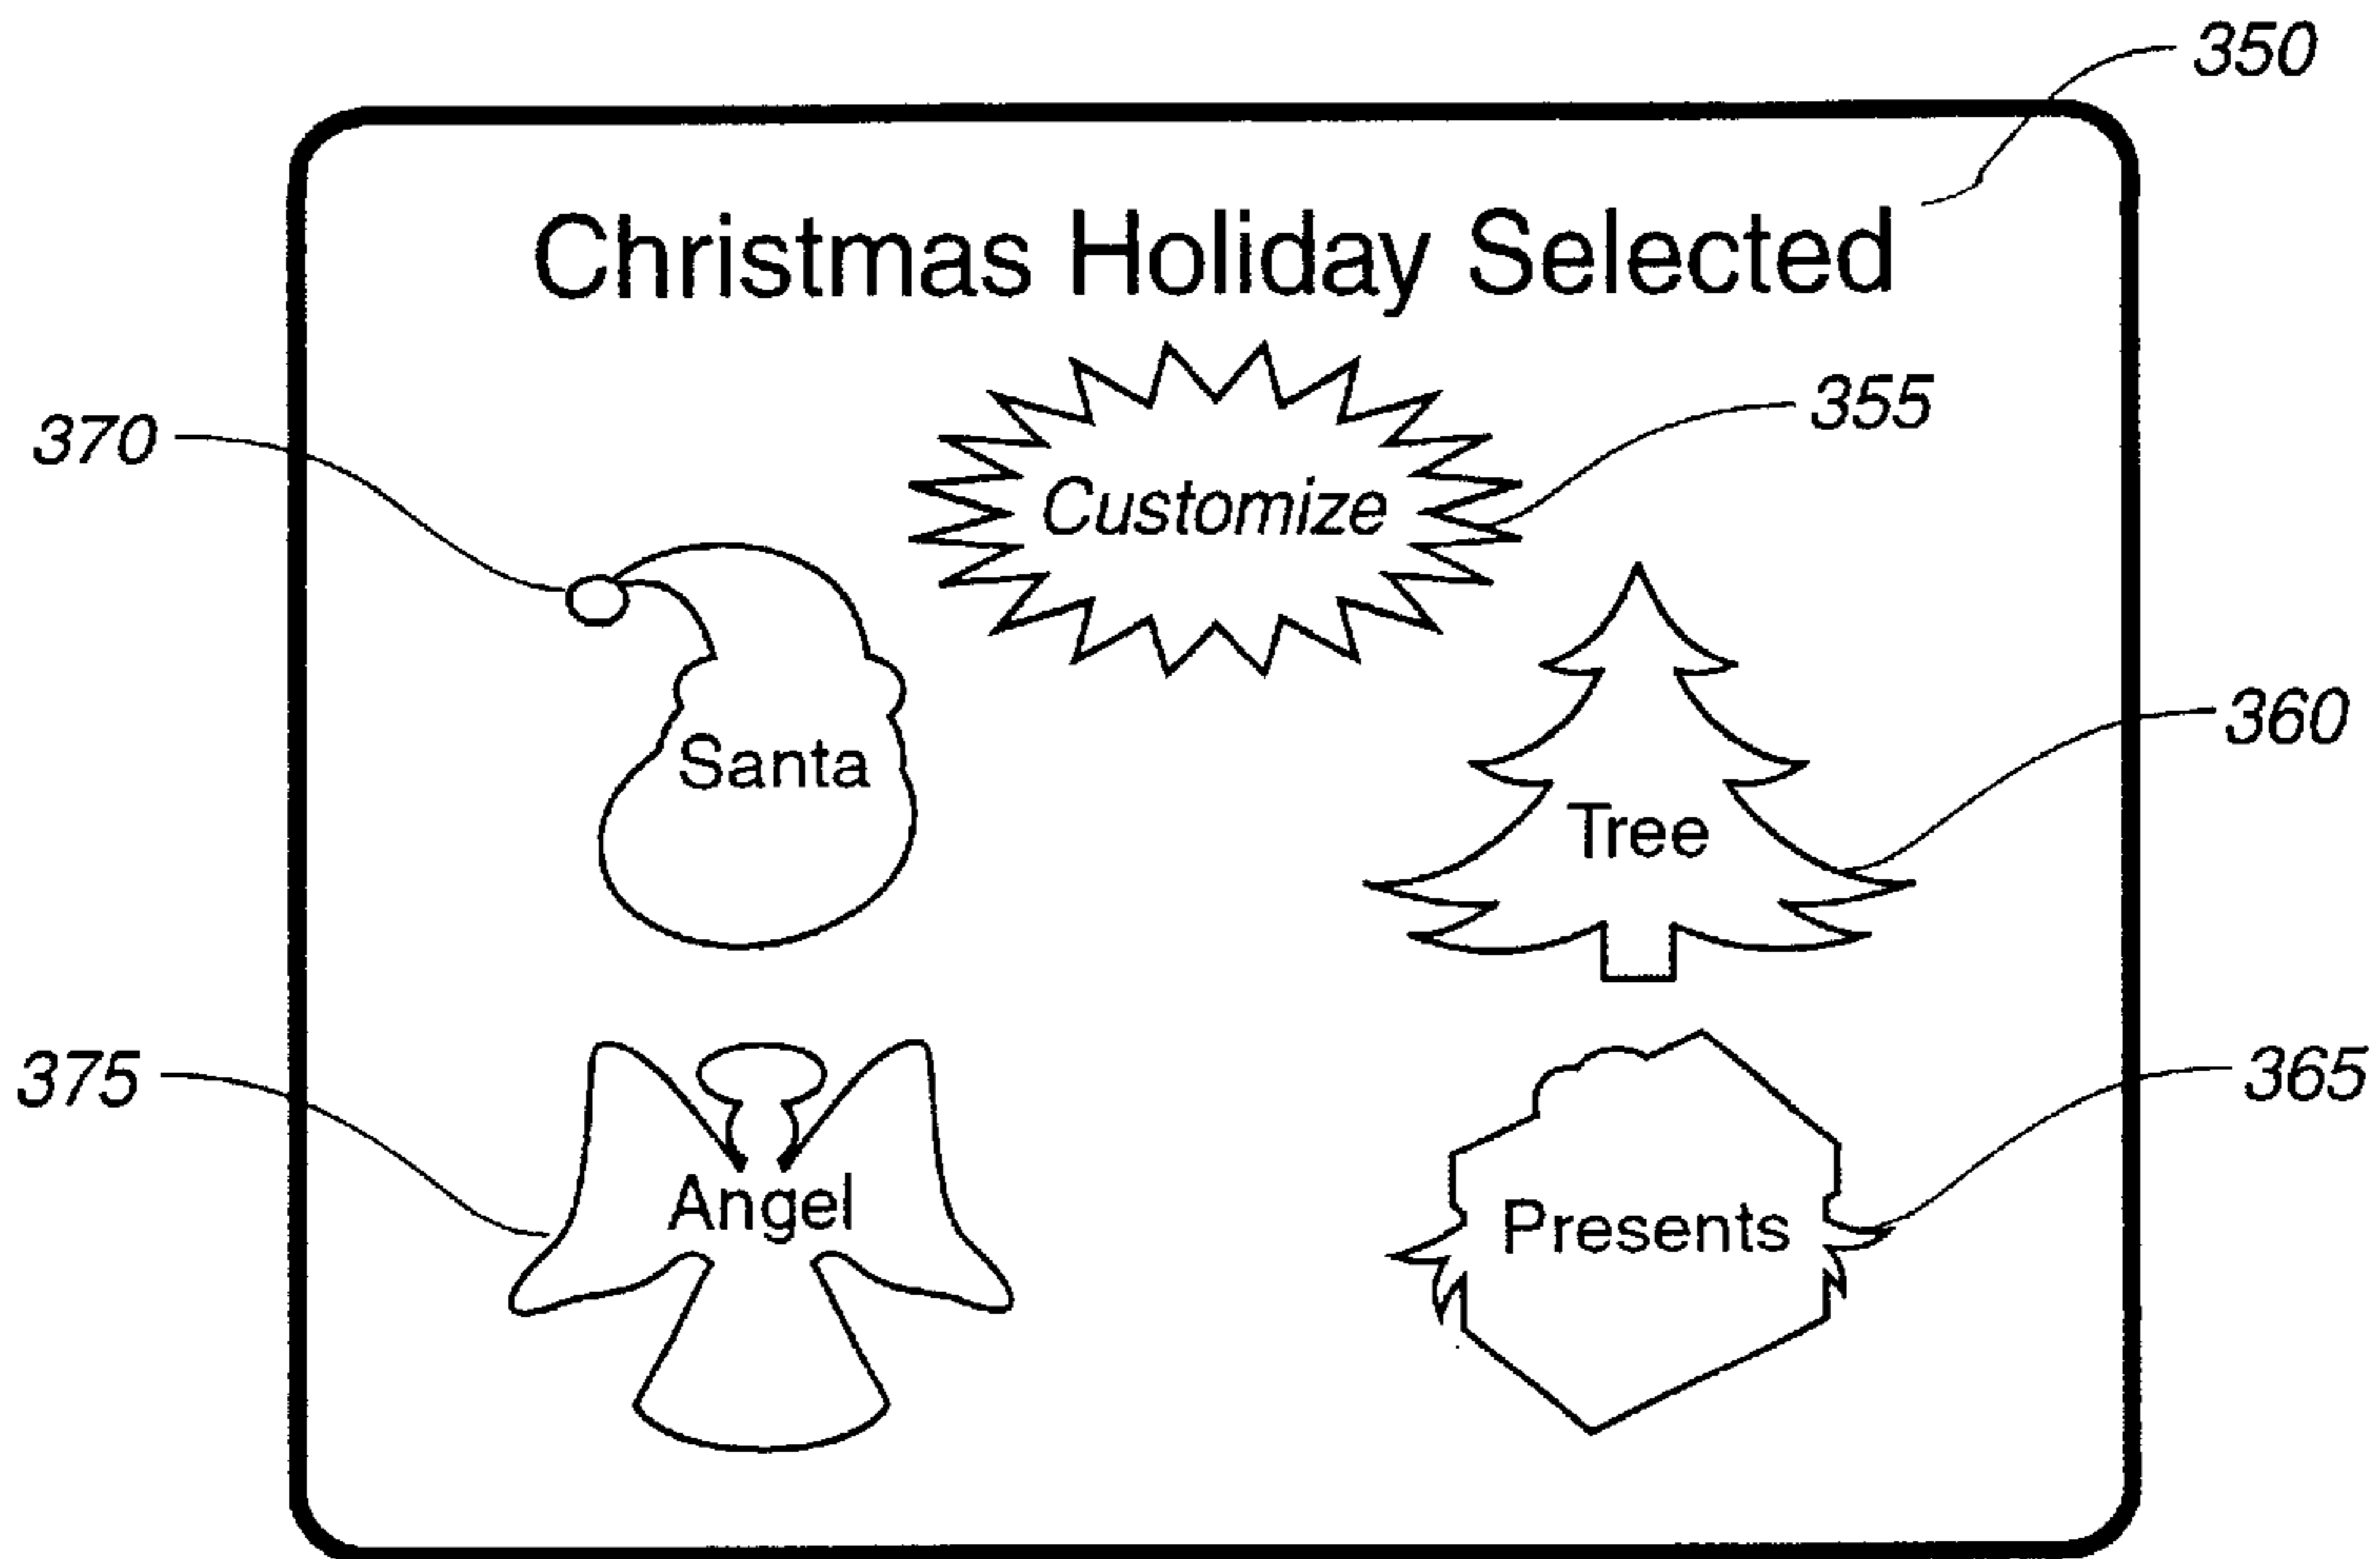 350
Christmas Holiday Selected
355
370
Customize
360
Santa
Tree
375
365
Angel
Presents